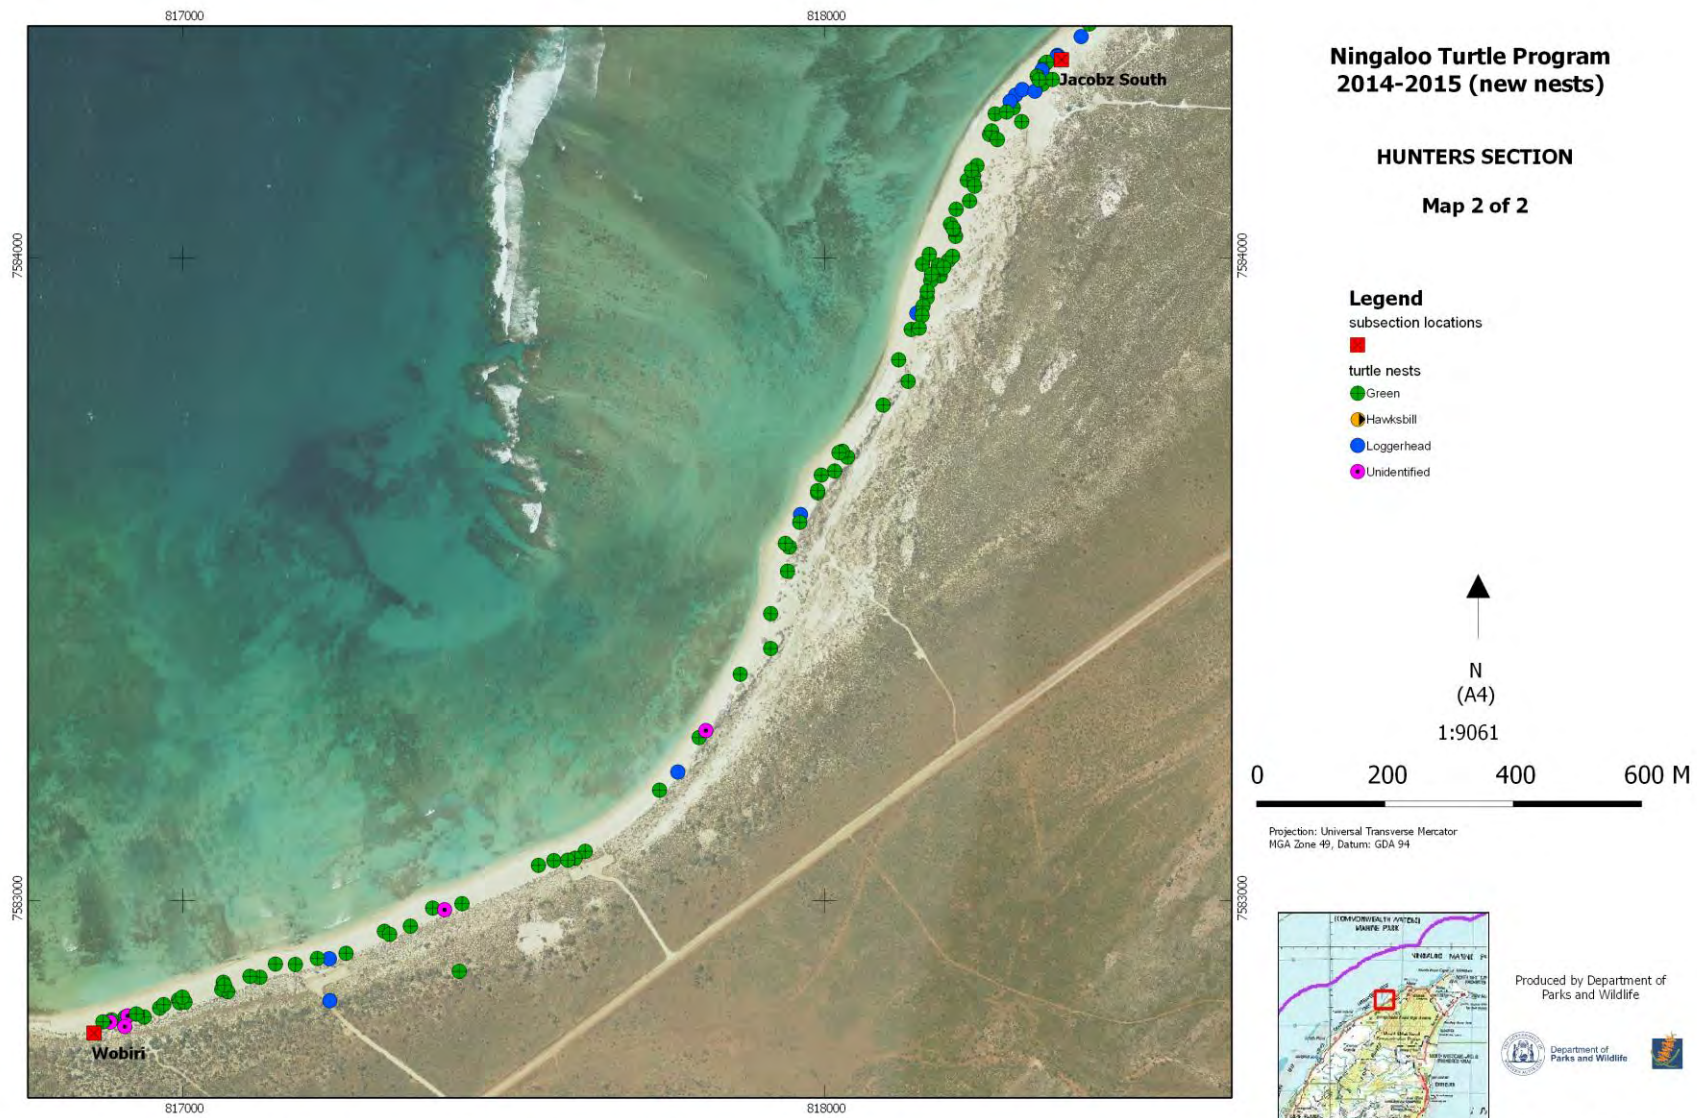 817000
818000
Ningaloo Turtle Program
2014-2015 (new nests)
HUNTERS SECTION
Map 2 of 2
Jacobz South
7584000
7584000
Legend
subsection locations
turtle nests
Green
Hawksbill
Loggerhead
Unidentified
N
(A4)
1:9061
0 200 400 600 M
Projection: Universal Transverse Mercator
MGA Zone 49, Datum: GDA 94
7583000
7583000
Wobiri
MARINE PARK
Produced by Department of
Parks and Wildlife
Department of
Parks and Wildlife
817000
818000